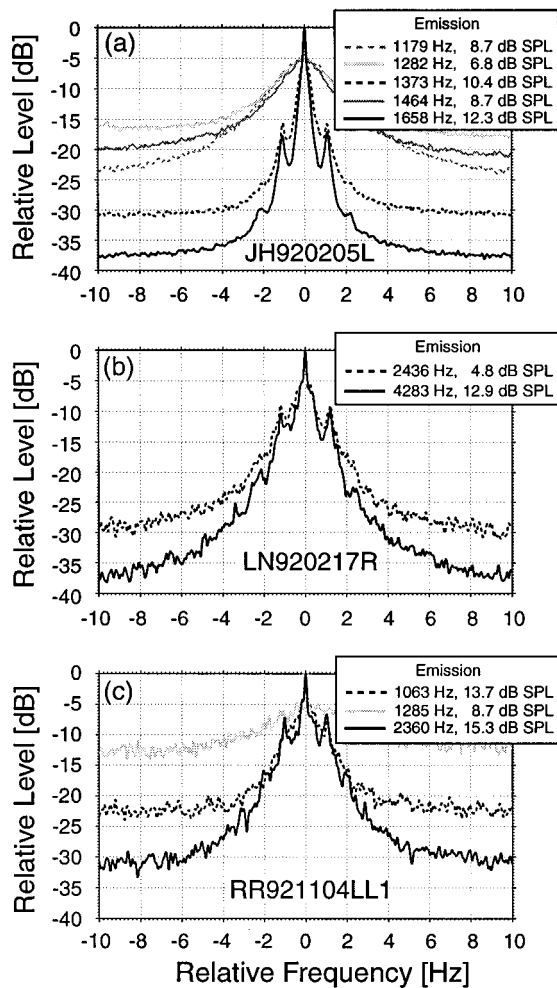 (a)
Emission
1179 Hz, 8.7 dB SPL
1282 Hz, 6.8 dB SPL
1373 Hz, 10.4 dB SPL
1464 Hz, 8.7 dB SPL
1658 Hz, 12.3 dB SPL
Relative Level [dB]
0
-5
-10
-15
-20
-25
-30
-35
-40
JH920205L
-10 -8 -6 -4 -2 0 2 4 6 8 10
(b)
Emission
2436 Hz, 4.8 dB SPL
4283 Hz, 12.9 dB SPL
Relative Level [dB]
0
-5
-10
-15
-20
-25
-30
-35
-40
LN920217R
-10 -8 -6 -4 -2 0 2 4 6 8 10
(c)
Emission
1063 Hz, 13.7 dB SPL
1285 Hz, 8.7 dB SPL
2360 Hz, 15.3 dB SPL
Relative Level [dB]
0
-5
-10
-15
-20
-25
-30
-35
-40
RR921104LL1
-10 -8 -6 -4 -2 0 2 4 6 8 10
Relative Frequency [Hz]